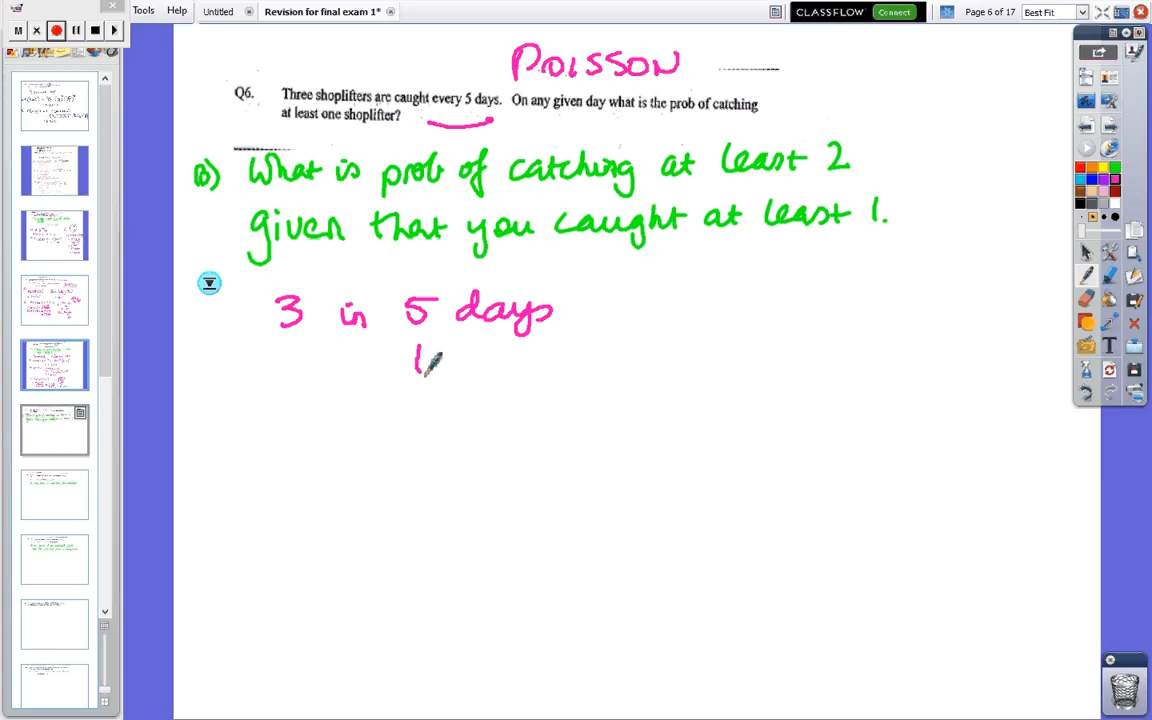 Tools Help Untitled Revision for final exam 1* CLASSFLOW Connect Page 6 of 17 Best Fit
M
POISSON
Q6. Three shoplifters are caught every 5 days. On any given day what is the prob of catching
at least one shoplifter?
B) What is prob of catching at least 2
given that you caught at least 1.
3 in 5 days
1